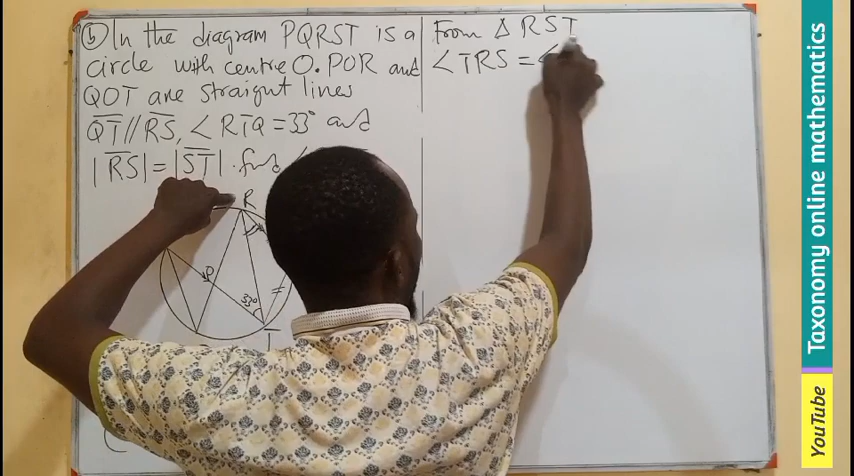 (b) In the diagram PQRST is a
circle with centre O. POR and
QOT are straight lines
QT // RS, ∠RTQ = 33° and
|RS| = |ST|. find
R
O
33°
From Δ RST
∠TRS =
YouTube
Taxonomy online mathematics